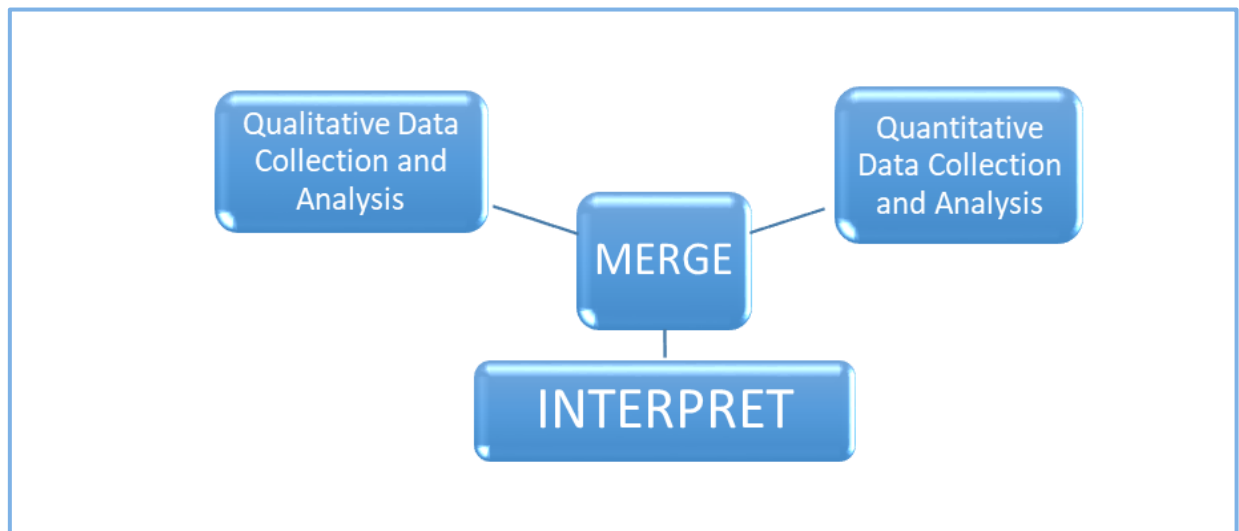 Qualitative Data
Collection and
Analysis
Quantitative
Data Collection
and Analysis
MERGE
INTERPRET